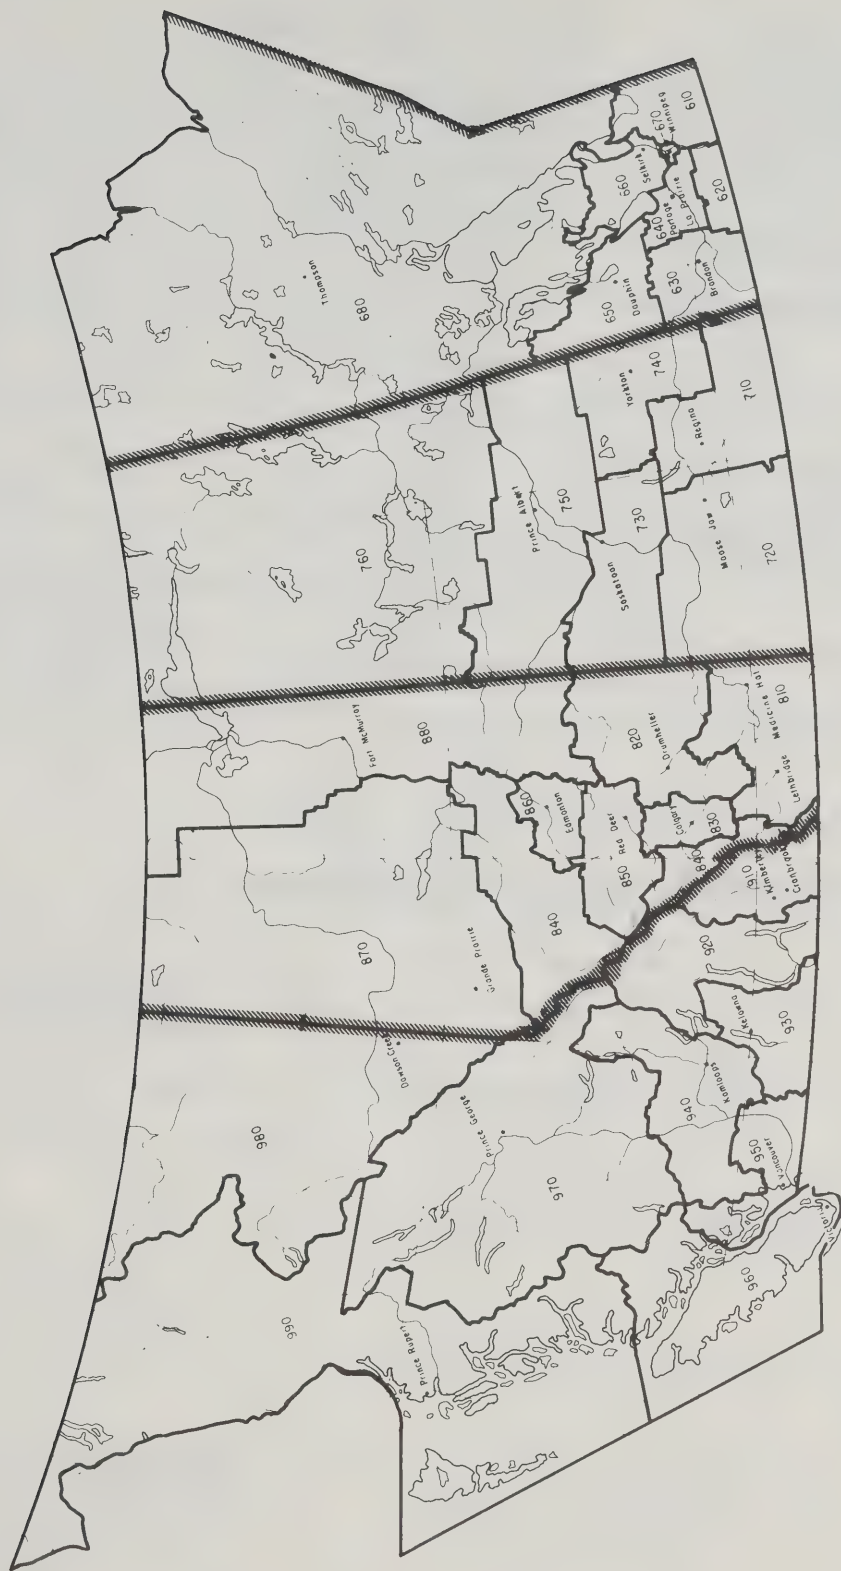 990
Prince Rupert
980
Dawson Creek
Prince George
970
960
Victoria
940
Kamloops
950
Vancouver
930
Kelowna
920
910
Kimberley
Cranbrook
870
Grande Prairie
880
Fort McMurray
840
860
Edmonton
850
Red Deer
840
Calgary
830
820
Drumheller
Lethbridge
Medicine Hat
810
760
Prince Albert
750
Saskatoon
730
Moose Jaw
720
Yorkton
740
Regina
710
Thompson
680
650
Dauphin
660
Selkirk
630
Brandon
640
Portage
La Prairie
620
670
Winnipeg
610